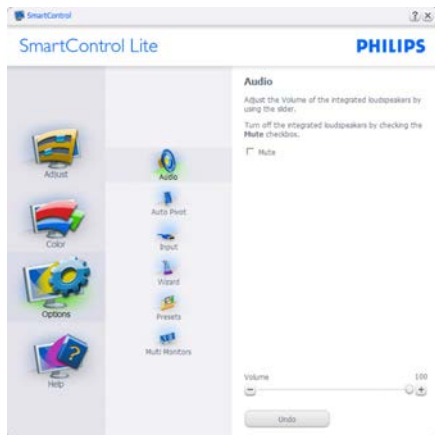 SmartControl
SmartControl Lite
PHILIPS
Adjust
Color
Options
Help
Audio
Auto Pivot
Input
Wizard
Presets
Multi Monitors
Audio
Adjust the Volume of the integrated loudspeakers by
using the slider.
Turn off the integrated loudspeakers by checking the
Mute checkbox.
Mute
Volume 100
Undo